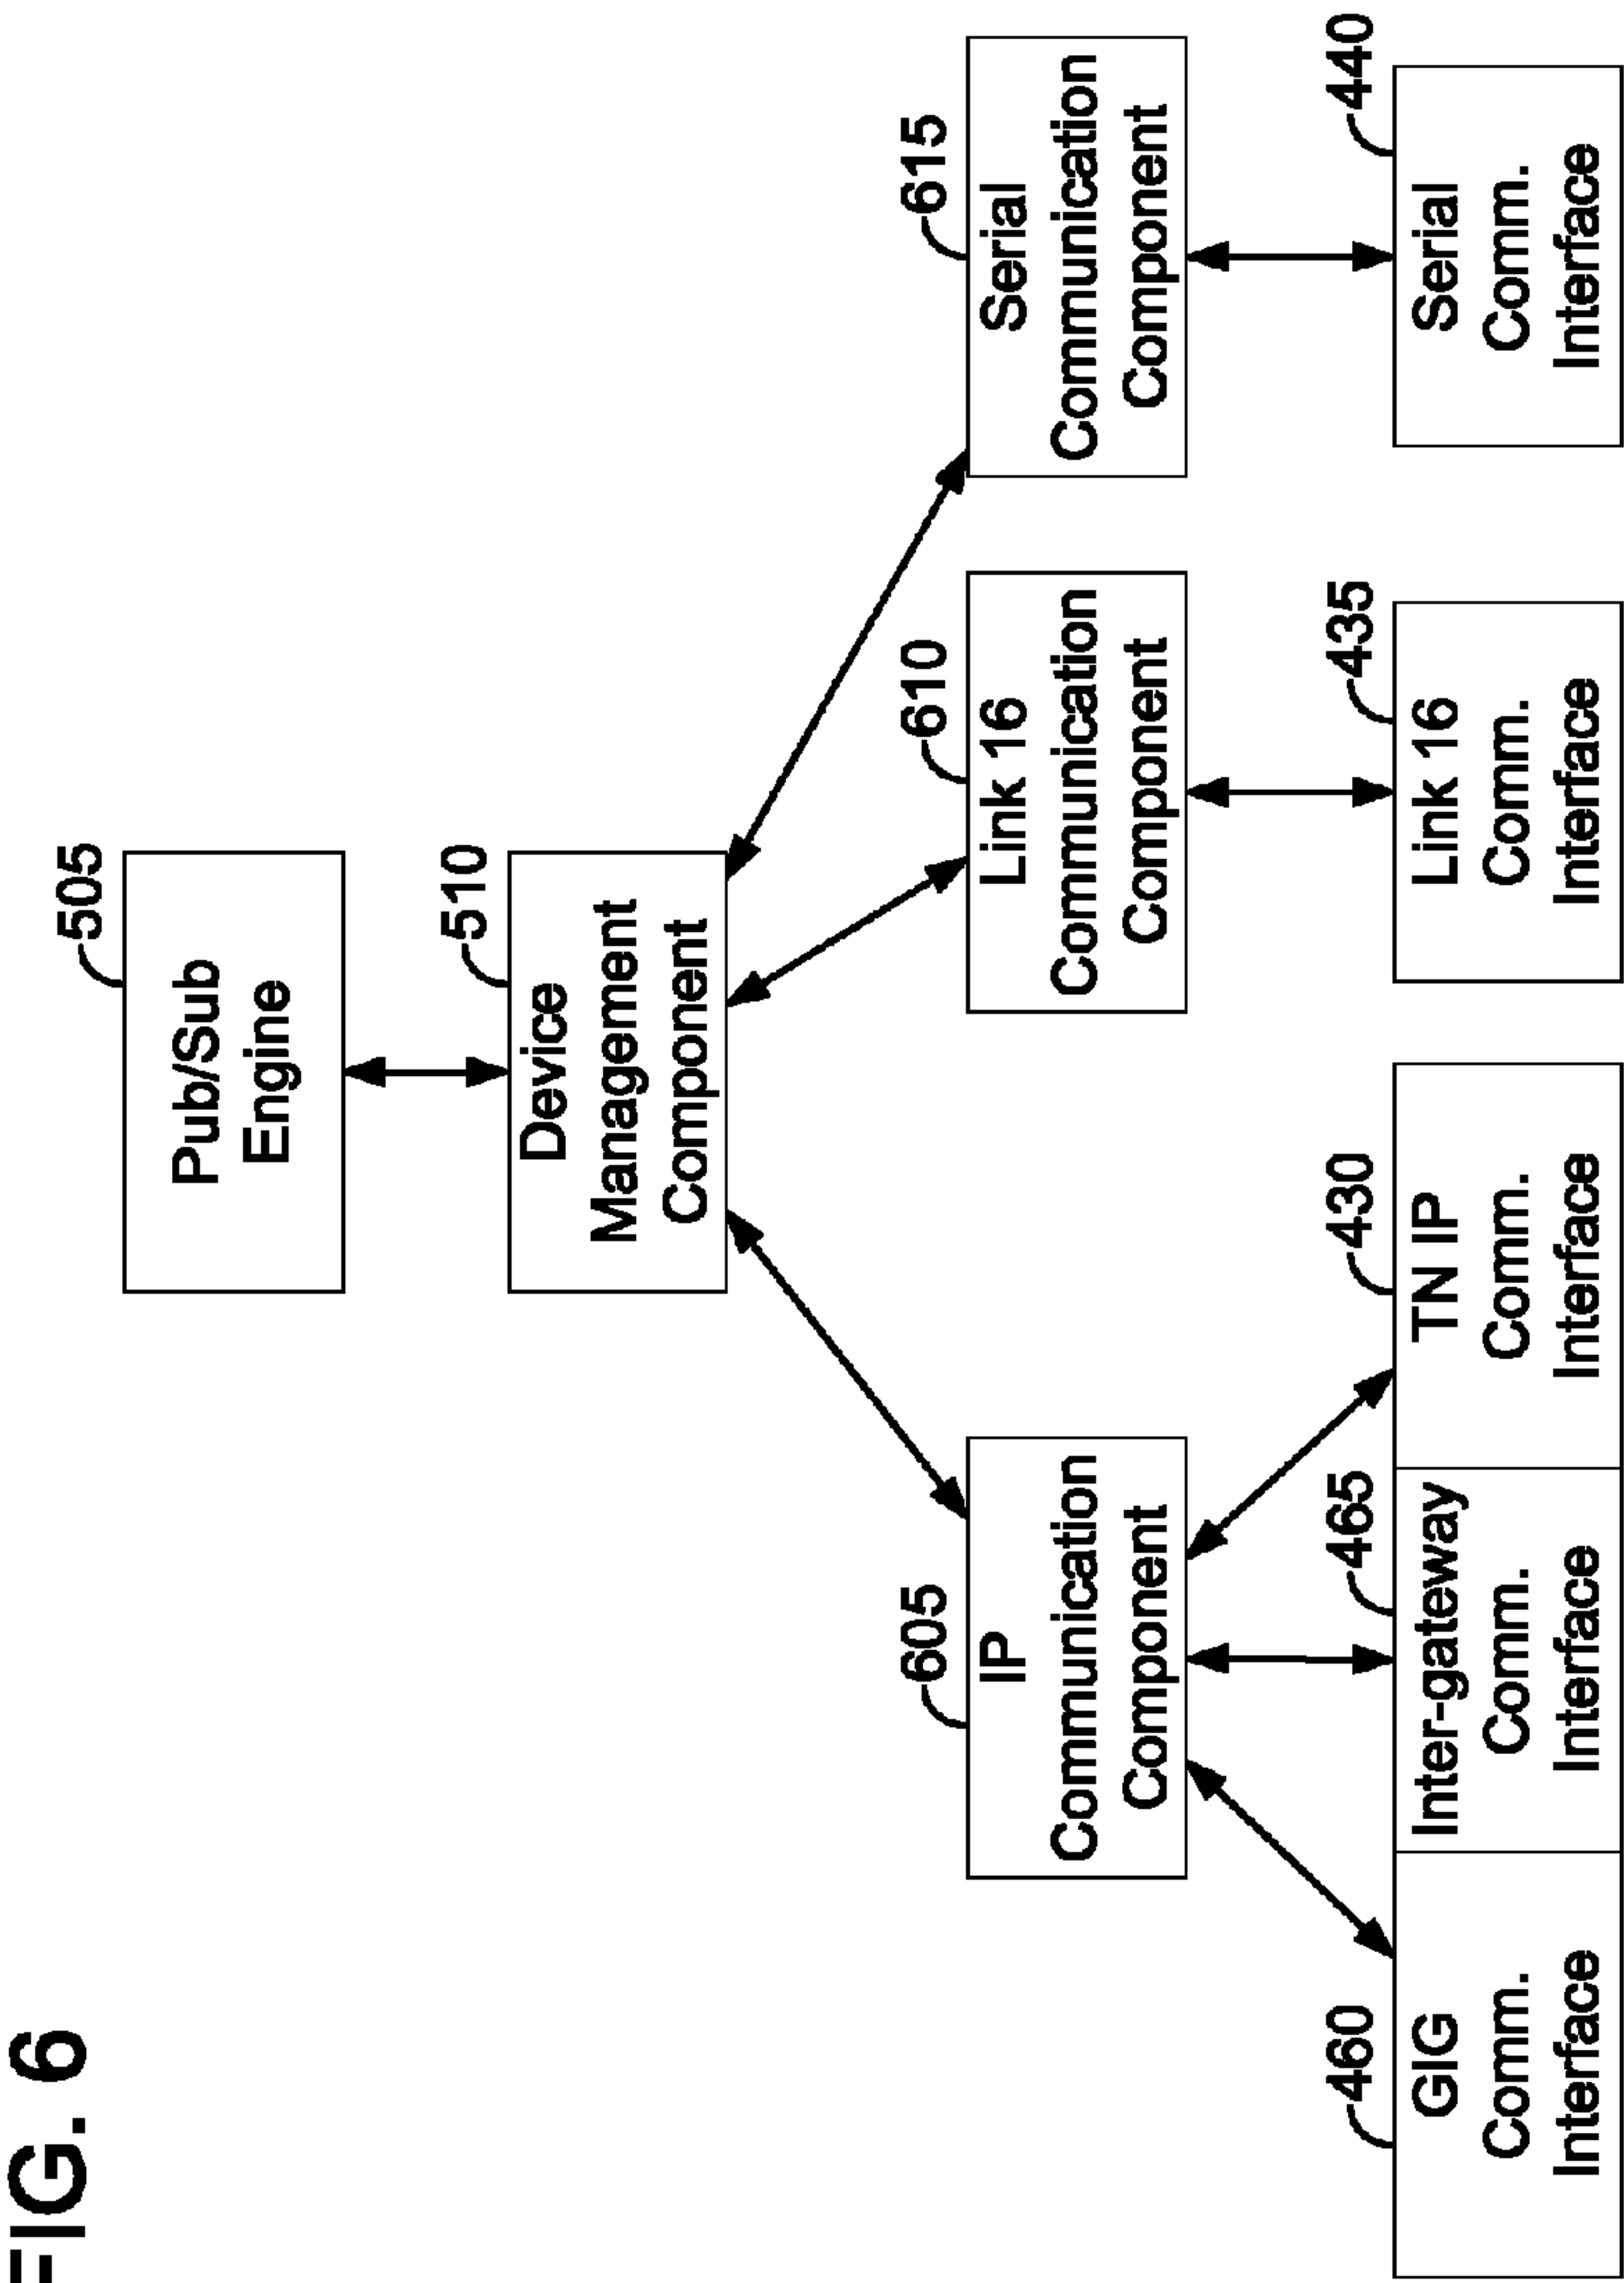 FIG. 6
505
Pub/Sub
Engine
510
Device
Management
Component
605
IP
Communication
Component
610
Link 16
Communication
Component
615
Serial
Communication
Component
460
GIG
Comm.
Interface
465
Inter-gateway
Comm.
Interface
430
TN IP
Comm.
Interface
435
Link 16
Comm.
Interface
440
Serial
Comm.
Interface